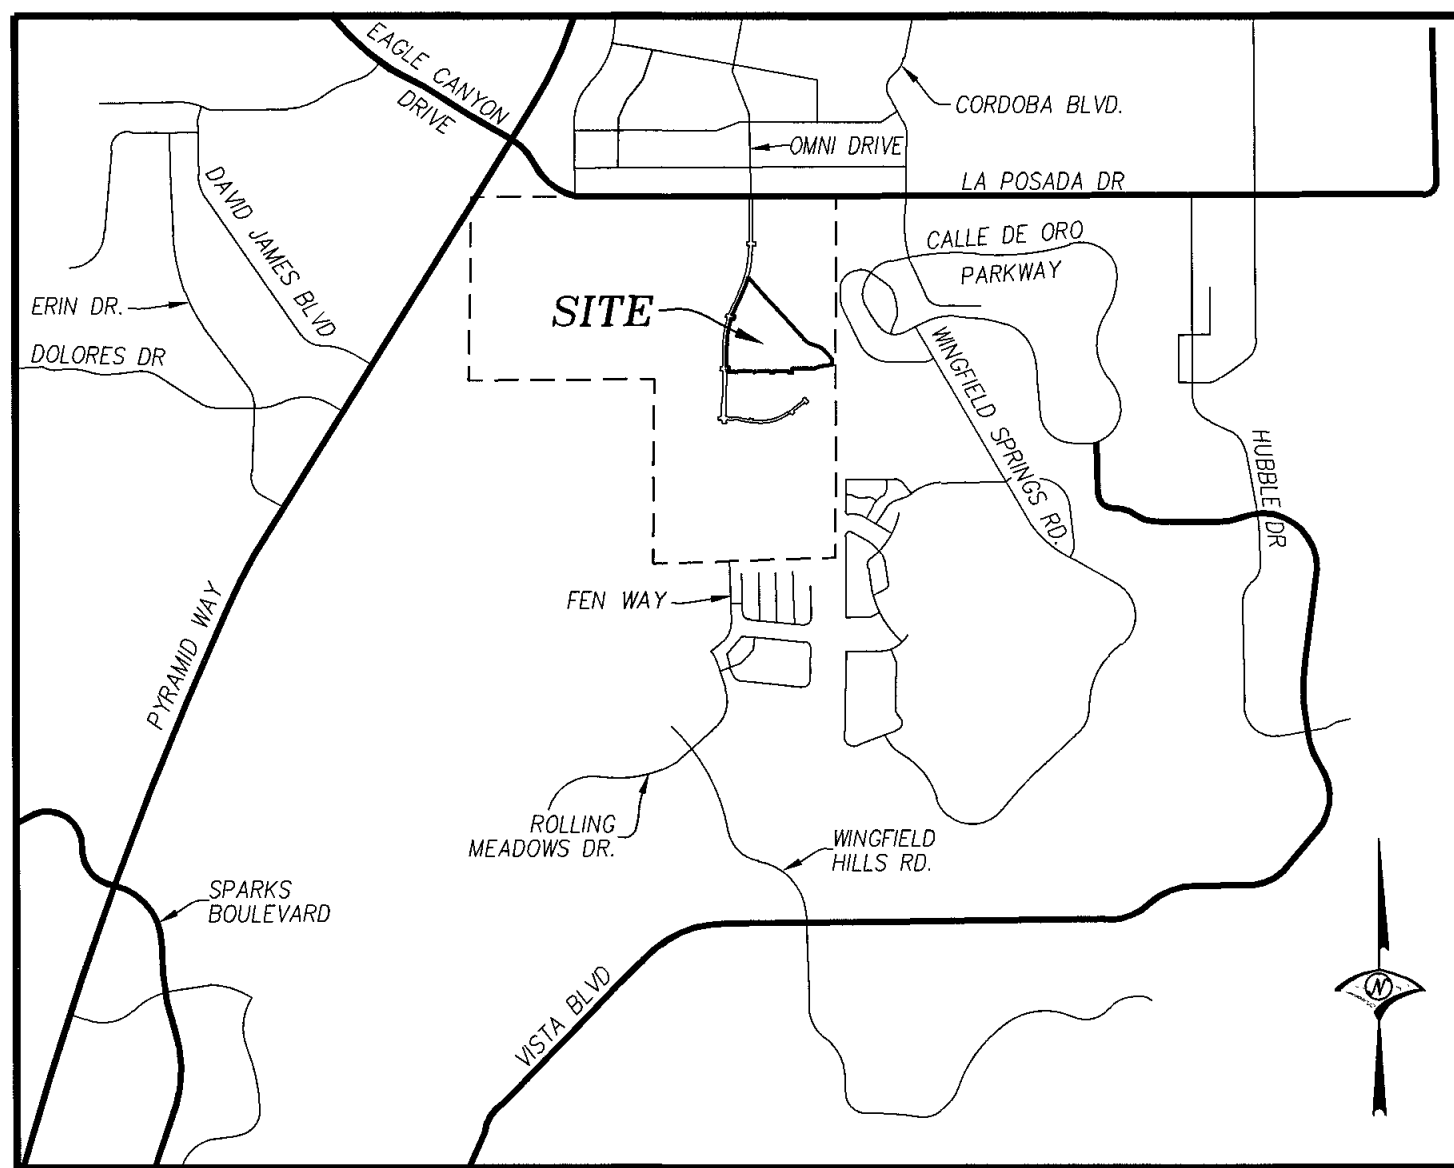 EAGLE CANYON
DRIVE
CORDOBA BLVD.
OMNI DRIVE
LA POSADA DR
DAVID JAMES BLVD
CALLE DE ORO
PARKWAY
ERIN DR.
SITE
DOLORES DR
WINGFIELD SPRINGS RD.
HUBBLE DR
FEN WAY
PYRAMID WAY
ROLLING
MEADOWS DR.
WINGFIELD
HILLS RD.
SPARKS
BOULEVARD
VISTA BLVD
N